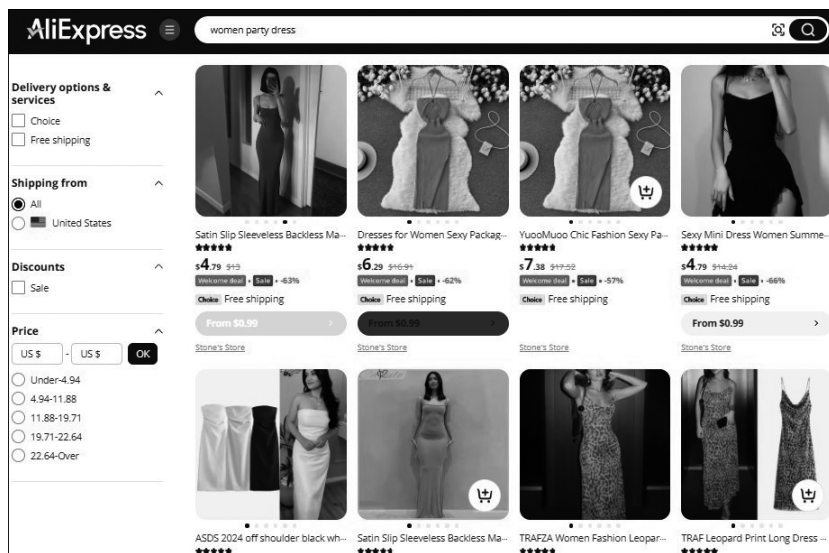 AliExpress
women party dress
Delivery options &
services
Choice
Free shipping
Shipping from
All
United States
Discounts
Sale
Price
US $ - US $ OK
Under-4.94
4.94-11.88
11.88-19.71
19.71-22.64
22.64-Over
Satin Slip Sleeveless Backless Ma...
$4.79 $13
Welcome deal Sale -63%
Choice Free shipping
From $0.99 >
Stone's Store
Dresses for Women Sexy Packag...
$6.29 $16.91
Welcome deal Sale -62%
Choice Free shipping
From $0.99 >
Stone's Store
YuooMuoo Chic Fashion Sexy Pa...
$7.38 $17.52
Welcome deal Sale -57%
Choice Free shipping
Stone's Store
Sexy Mini Dress Women Summe...
$4.79 $14.24
Welcome deal Sale -66%
Choice Free shipping
From $0.99 >
Stone's Store
ASDS 2024 off shoulder black wh...
Satin Slip Sleeveless Backless Ma...
TRAFZA Women Fashion Leopar...
TRAF Leopard Print Long Dress ...